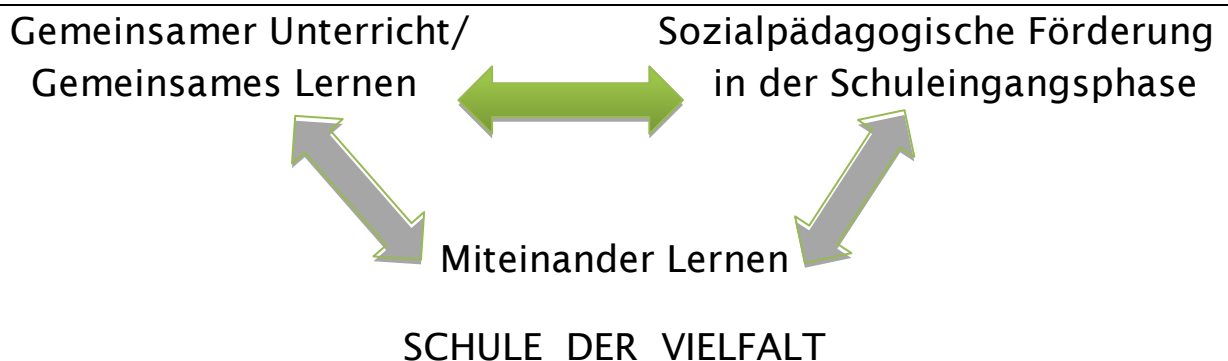 Gemeinsamer Unterricht/
Gemeinsames Lernen
Sozialpädagogische Förderung
in der Schuleingangsphase
Miteinander Lernen
SCHULE DER VIELFALT